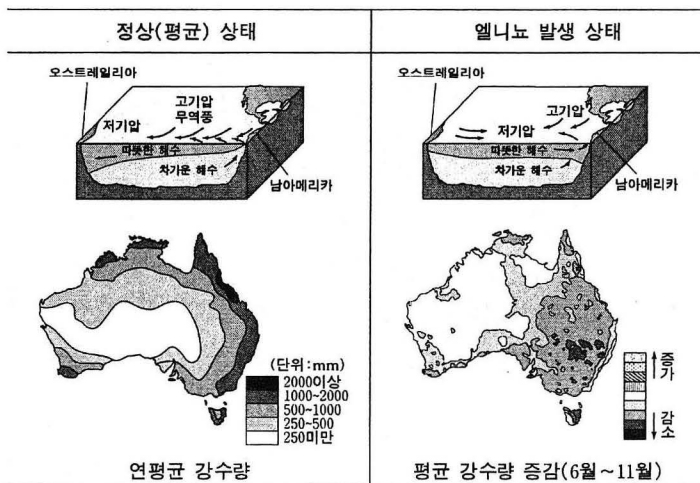 정상(평균) 상태
오스트레일리아
저기압
고기압
무역풍
따뜻한 해수
차가운 해수
남아메리카
(단위:mm)
2000이상
1000~2000
500~1000
250~500
250미만
연평균 강수량
엘니뇨 발생 상태
오스트레일리아
저기압
고기압
따뜻한 해수
차가운 해수
남아메리카
증가
감소
평균 강수량 증감(6월~11월)